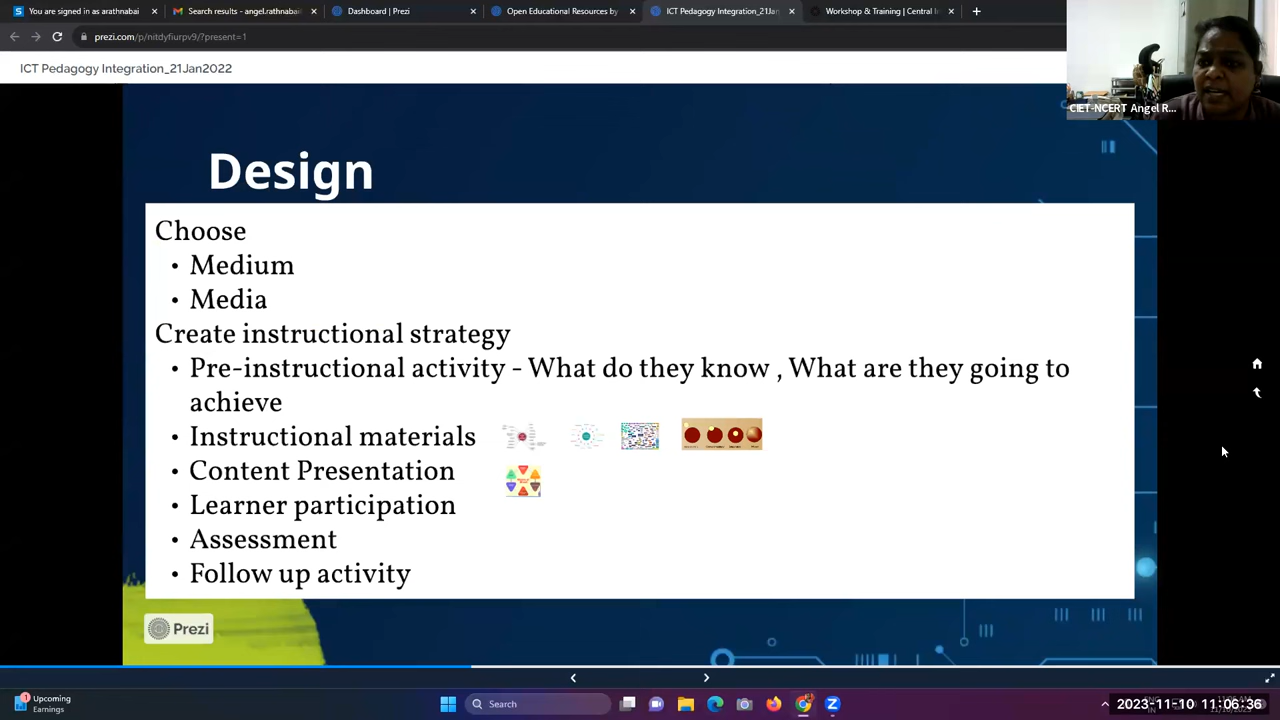 You are signed in as arathnabai
Search results - angel.rathnabai
Dashboard | Prezi
Open Educational Resources by
ICT Pedagogy Integration_21Jan
Workshop & Training | Central I
prezi.com/p/nitdyfiurpv9/?present=1
ICT Pedagogy Integration_21Jan2022
CIET-NCERT Angel R...
Design
Choose
• Medium
• Media
Create instructional strategy
• Pre-instructional activity - What do they know , What are they going to
achieve
• Instructional materials
• Content Presentation
• Learner participation
• Assessment
• Follow up activity
Prezi
1
Upcoming
Earnings
Search
2023-11-10 11:06:36